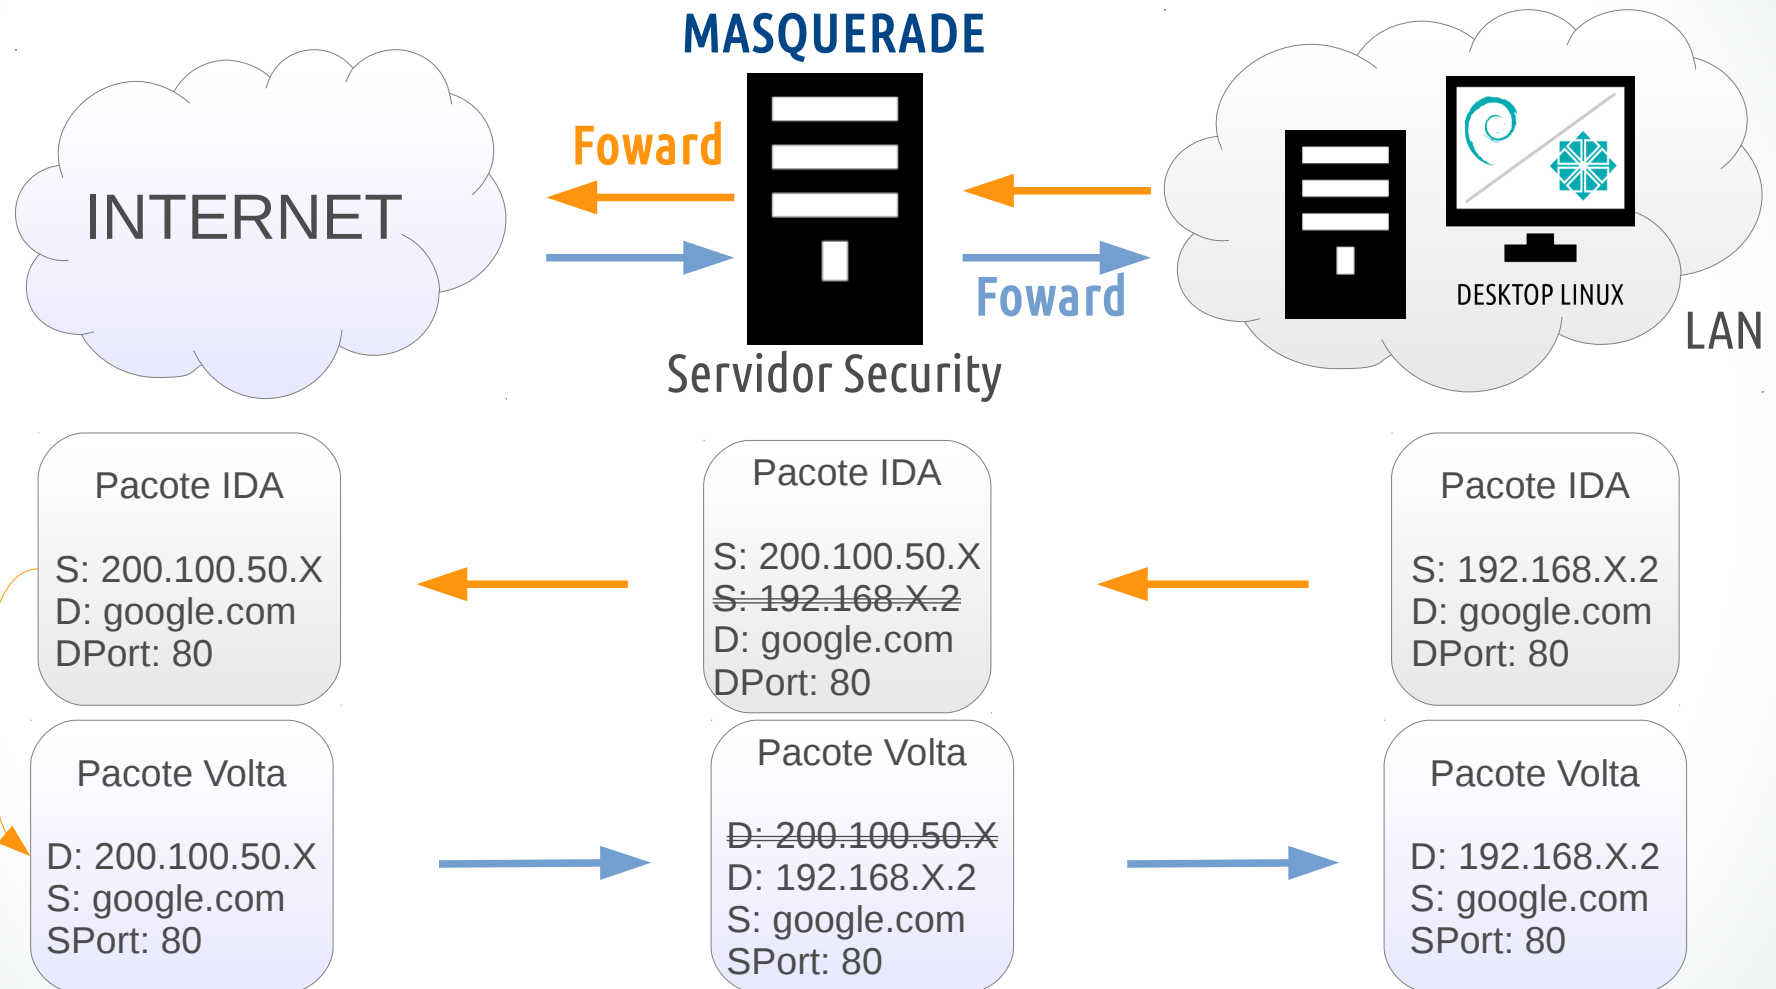 MASQUERADE
INTERNET
Foward
Foward
Servidor Security
DESKTOP LINUX
LAN
Pacote IDA
S: 200.100.50.X
D: google.com
DPort: 80
Pacote IDA
S: 200.100.50.X
S: 192.168.X.2
D: google.com
DPort: 80
Pacote IDA
S: 192.168.X.2
D: google.com
DPort: 80
Pacote Volta
D: 200.100.50.X
S: google.com
SPort: 80
Pacote Volta
D: 200.100.50.X
D: 192.168.X.2
S: google.com
SPort: 80
Pacote Volta
D: 192.168.X.2
S: google.com
SPort: 80